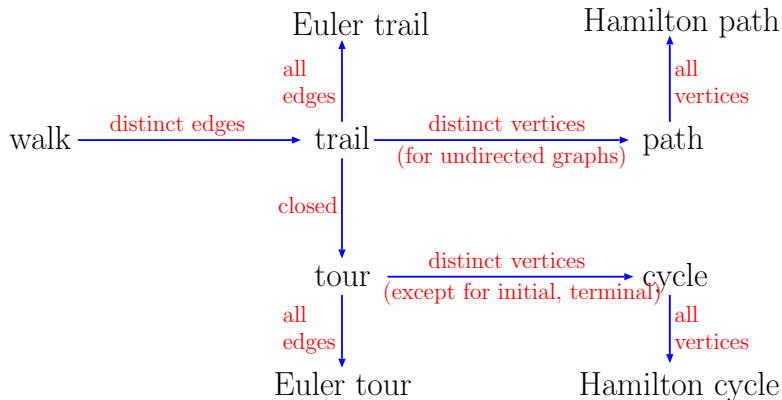 Euler trail
Hamilton path
all
edges
all
vertices
walk
distinct edges
trail
distinct vertices
(for undirected graphs)
path
closed
tour
distinct vertices
(except for initial, terminal)
cycle
all
edges
all
vertices
Euler tour
Hamilton cycle